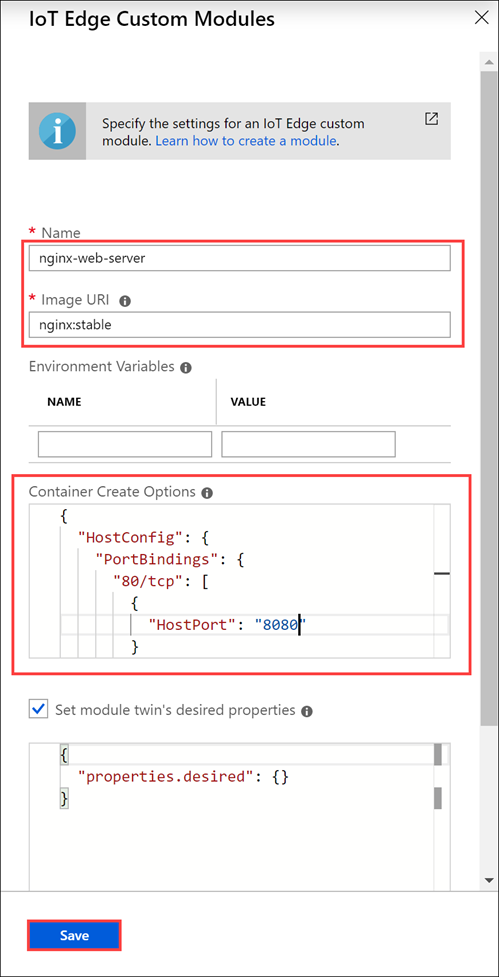 IoT Edge Custom Modules
Specify the settings for an IoT Edge custom
module. Learn how to create a module.
* Name
nginx-web-server
* Image URI
nginx:stable
Environment Variables
NAME VALUE
Container Create Options
{
"HostConfig": {
"PortBindings": {
"80/tcp": [
{
"HostPort": "8080"
}
Set module twin's desired properties
{
"properties.desired": {}
}
Save